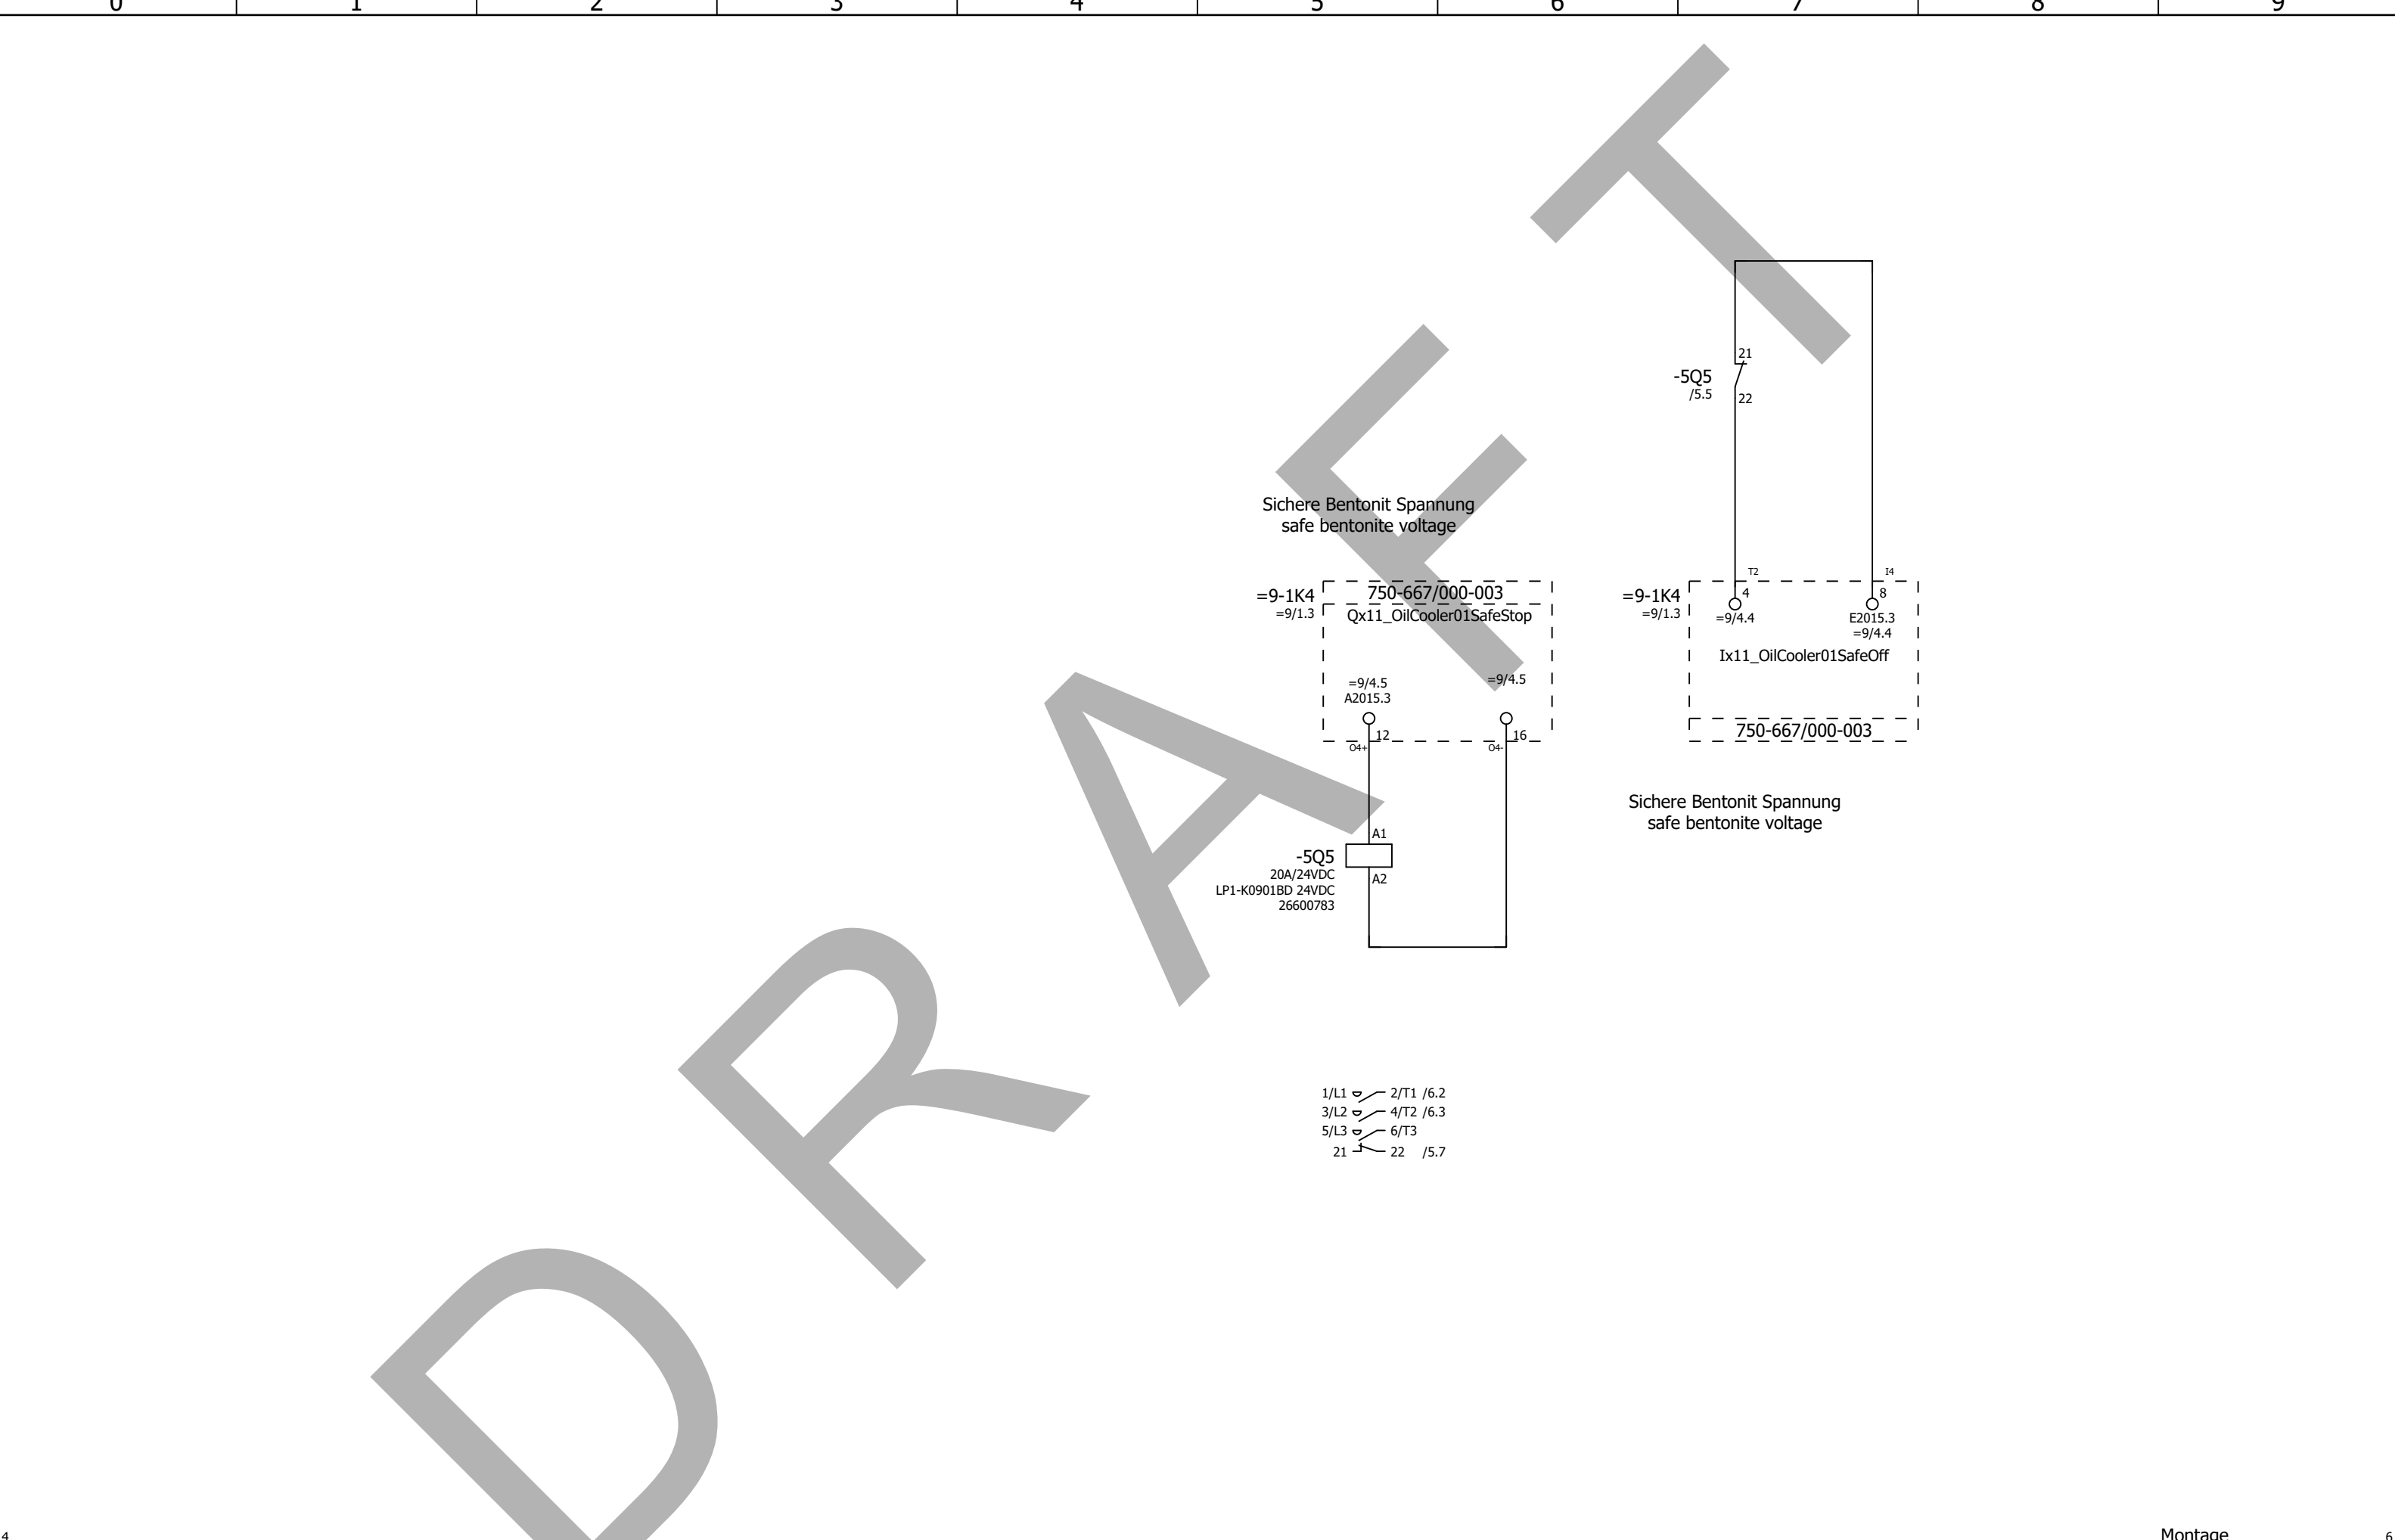 0 1 2 3 4 5 6 7 8 9
DRAFT
21
-5Q5
/5.5
22
Sichere Bentonit Spannung
safe bentonite voltage
=9-1K4
=9/1.3
750-667/000-003
Qx11_OilCooler01SafeStop
=9/4.5
A2015.3
=9/4.5
12
O4+
16
O4-
T2
I4
=9-1K4
=9/1.3
4
8
=9/4.4
E2015.3
=9/4.4
Ix11_OilCooler01SafeOff
750-667/000-003
Sichere Bentonit Spannung
safe bentonite voltage
A1
-5Q5
20A/24VDC
LP1-K0901BD 24VDC
26600783
A2
1/L1 2/T1 /6.2
3/L2 4/T2 /6.3
5/L3 6/T3
21 22 /5.7
4
Montage
6